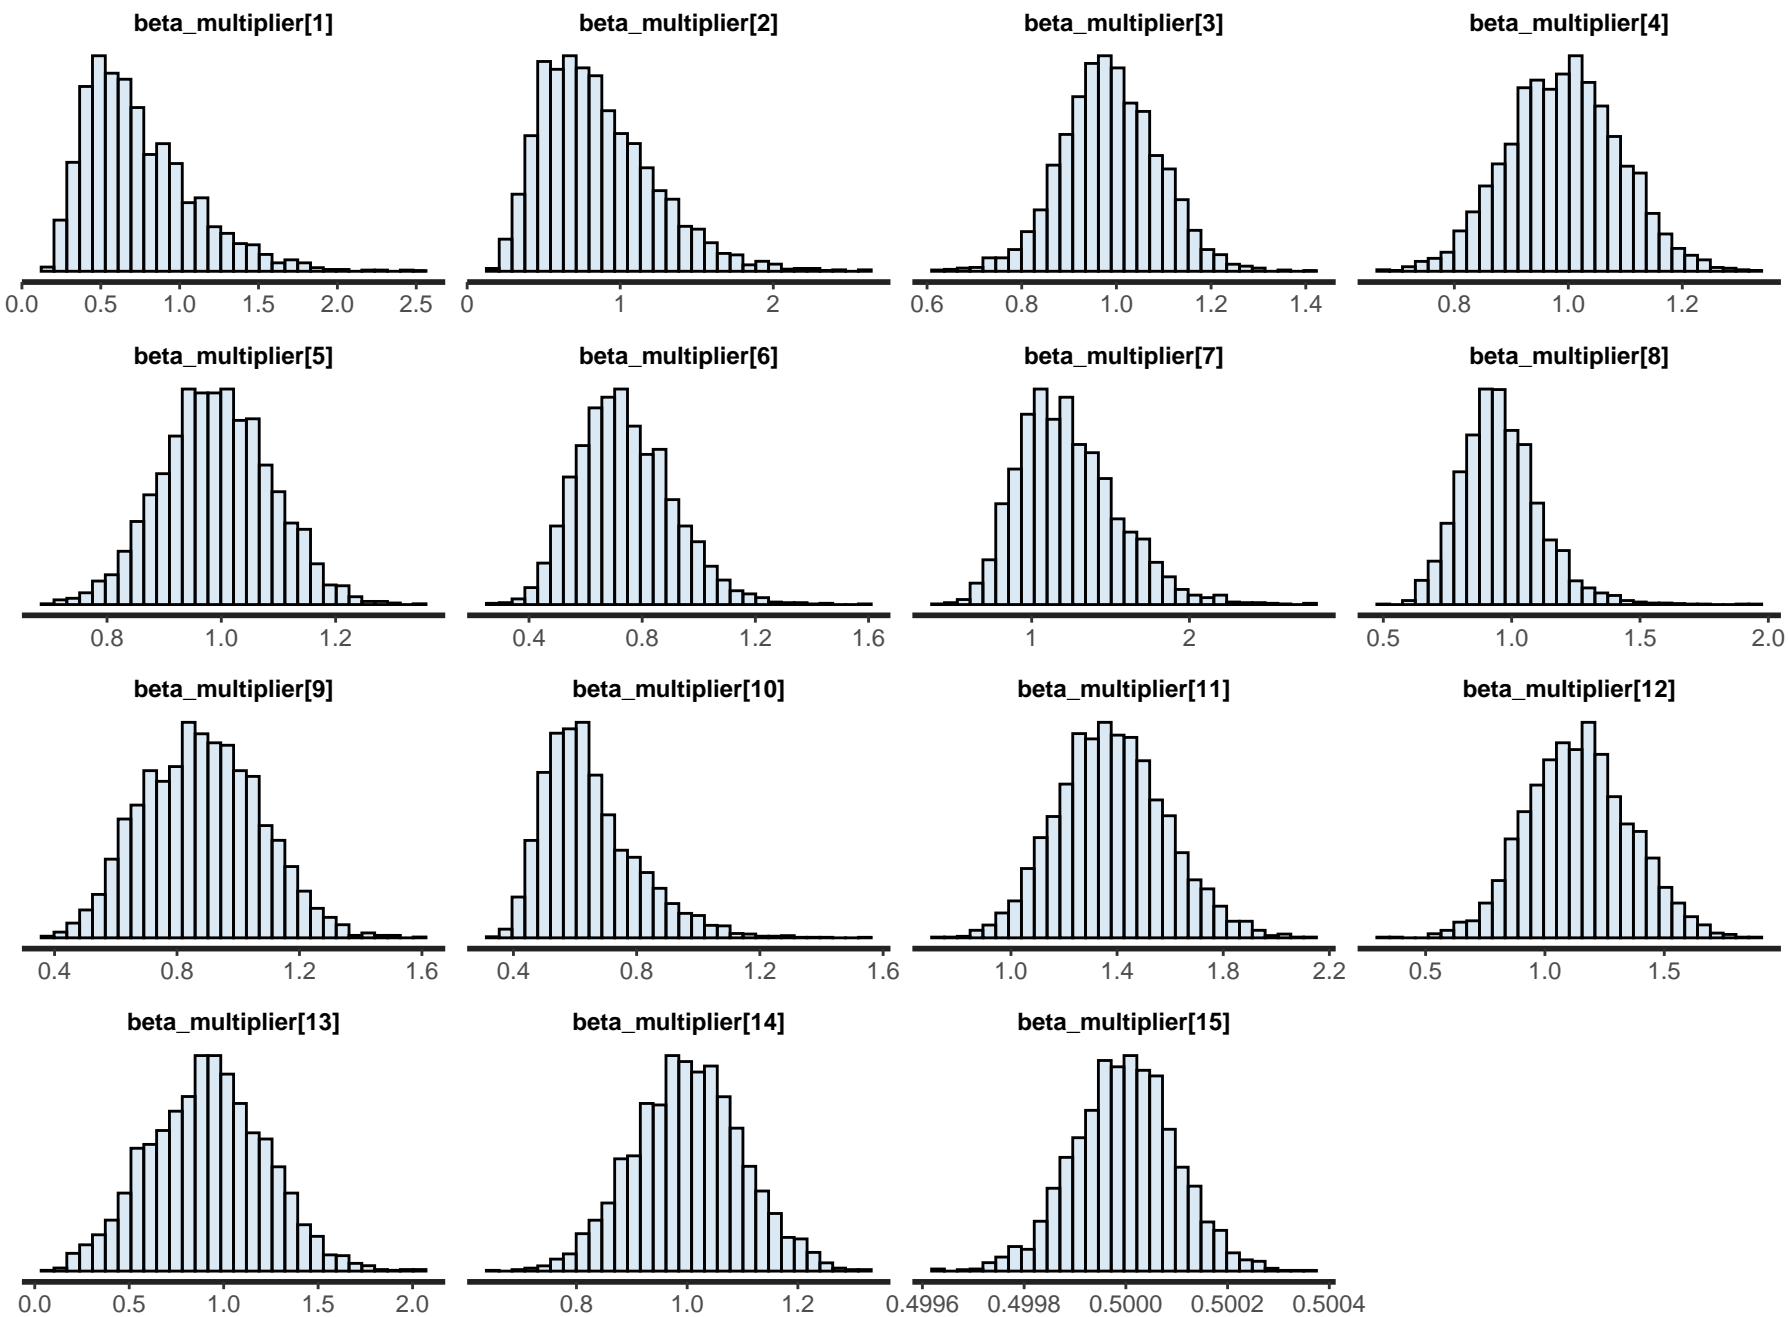 beta_multiplier[1] beta_multiplier[2] beta_multiplier[3] beta_multiplier[4]
0.0 0.5 1.0 1.5 2.0 2.5 0 1 2 0.6 0.8 1.0 1.2 1.4 0.8 1.0 1.2
beta_multiplier[5] beta_multiplier[6] beta_multiplier[7] beta_multiplier[8]
0.8 1.0 1.2 0.4 0.8 1.2 1.6 1 2 0.5 1.0 1.5 2.0
beta_multiplier[9] beta_multiplier[10] beta_multiplier[11] beta_multiplier[12]
0.4 0.8 1.2 1.6 0.4 0.8 1.2 1.6 1.0 1.4 1.8 2.2 0.5 1.0 1.5
beta_multiplier[13] beta_multiplier[14] beta_multiplier[15]
0.0 0.5 1.0 1.5 2.0 0.8 1.0 1.2 0.4996 0.4998 0.5000 0.5002 0.5004